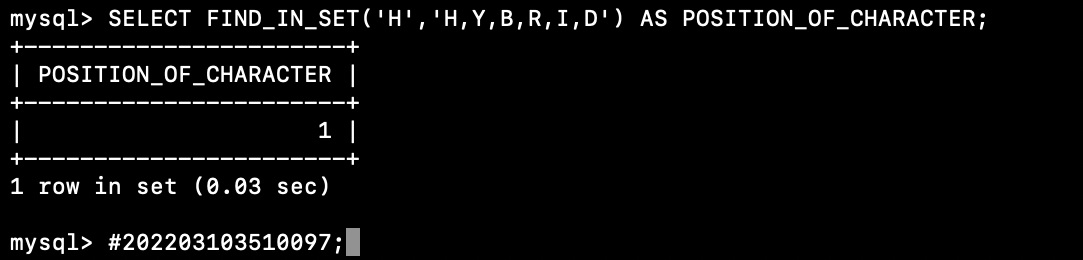 mysql> SELECT FIND_IN_SET('H','H,Y,B,R,I,D') AS POSITION_OF_CHARACTER;
+-----------------------+
| POSITION_OF_CHARACTER |
+-----------------------+
|                     1 |
+-----------------------+
1 row in set (0.03 sec)

mysql> #202203103510097;